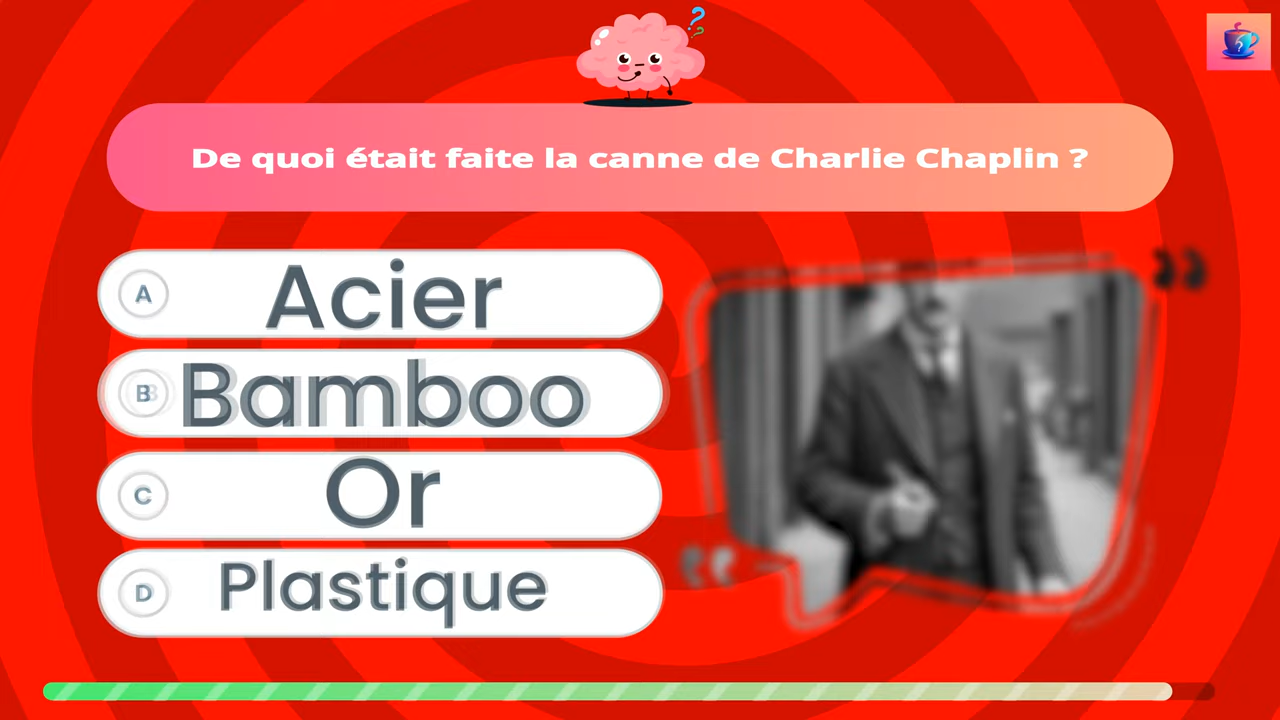 De quoi était faite la canne de Charlie Chaplin ?
A Acier
B Bamboo
C Or
D Plastique